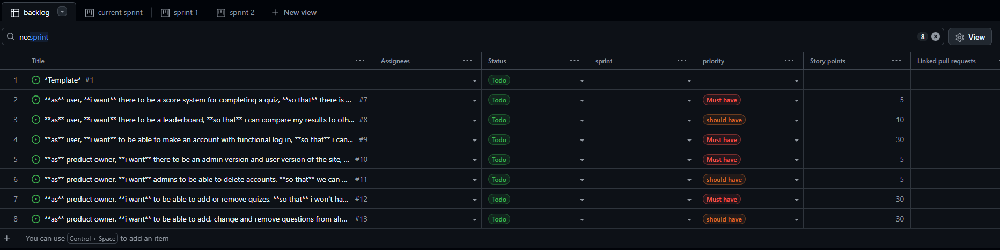 backlog current sprint sprint 1 sprint 2 New view
no:sprint 8 View
Title Assignees Status sprint priority Story points Linked pull requests
1 *Template* #1 Todo
2 **as** user, **i want** there to be a score system for completing a quiz, **so that** there is ... #7 Todo Must have 5
3 **as** user, **i want** there to be a leaderboard, **so that** i can compare my results to oth... #8 Todo should have 10
4 **as** user, **i want** to be able to make an account with functional log in, **so that** i can... #9 Todo Must have 30
5 **as** product owner, **i want** there to be an admin version and user version of the site, ... #10 Todo Must have 5
6 **as** product owner, **i want** admins to be able to delete accounts, **so that** we can ... #11 Todo should have 5
7 **as** product owner, **i want** to be able to add or remove quizes, **so that** i won't ha... #12 Todo Must have 30
8 **as** product owner, **i want** to be able to add, change and remove questions from alr... #13 Todo should have 30
You can use Control + Space to add an item